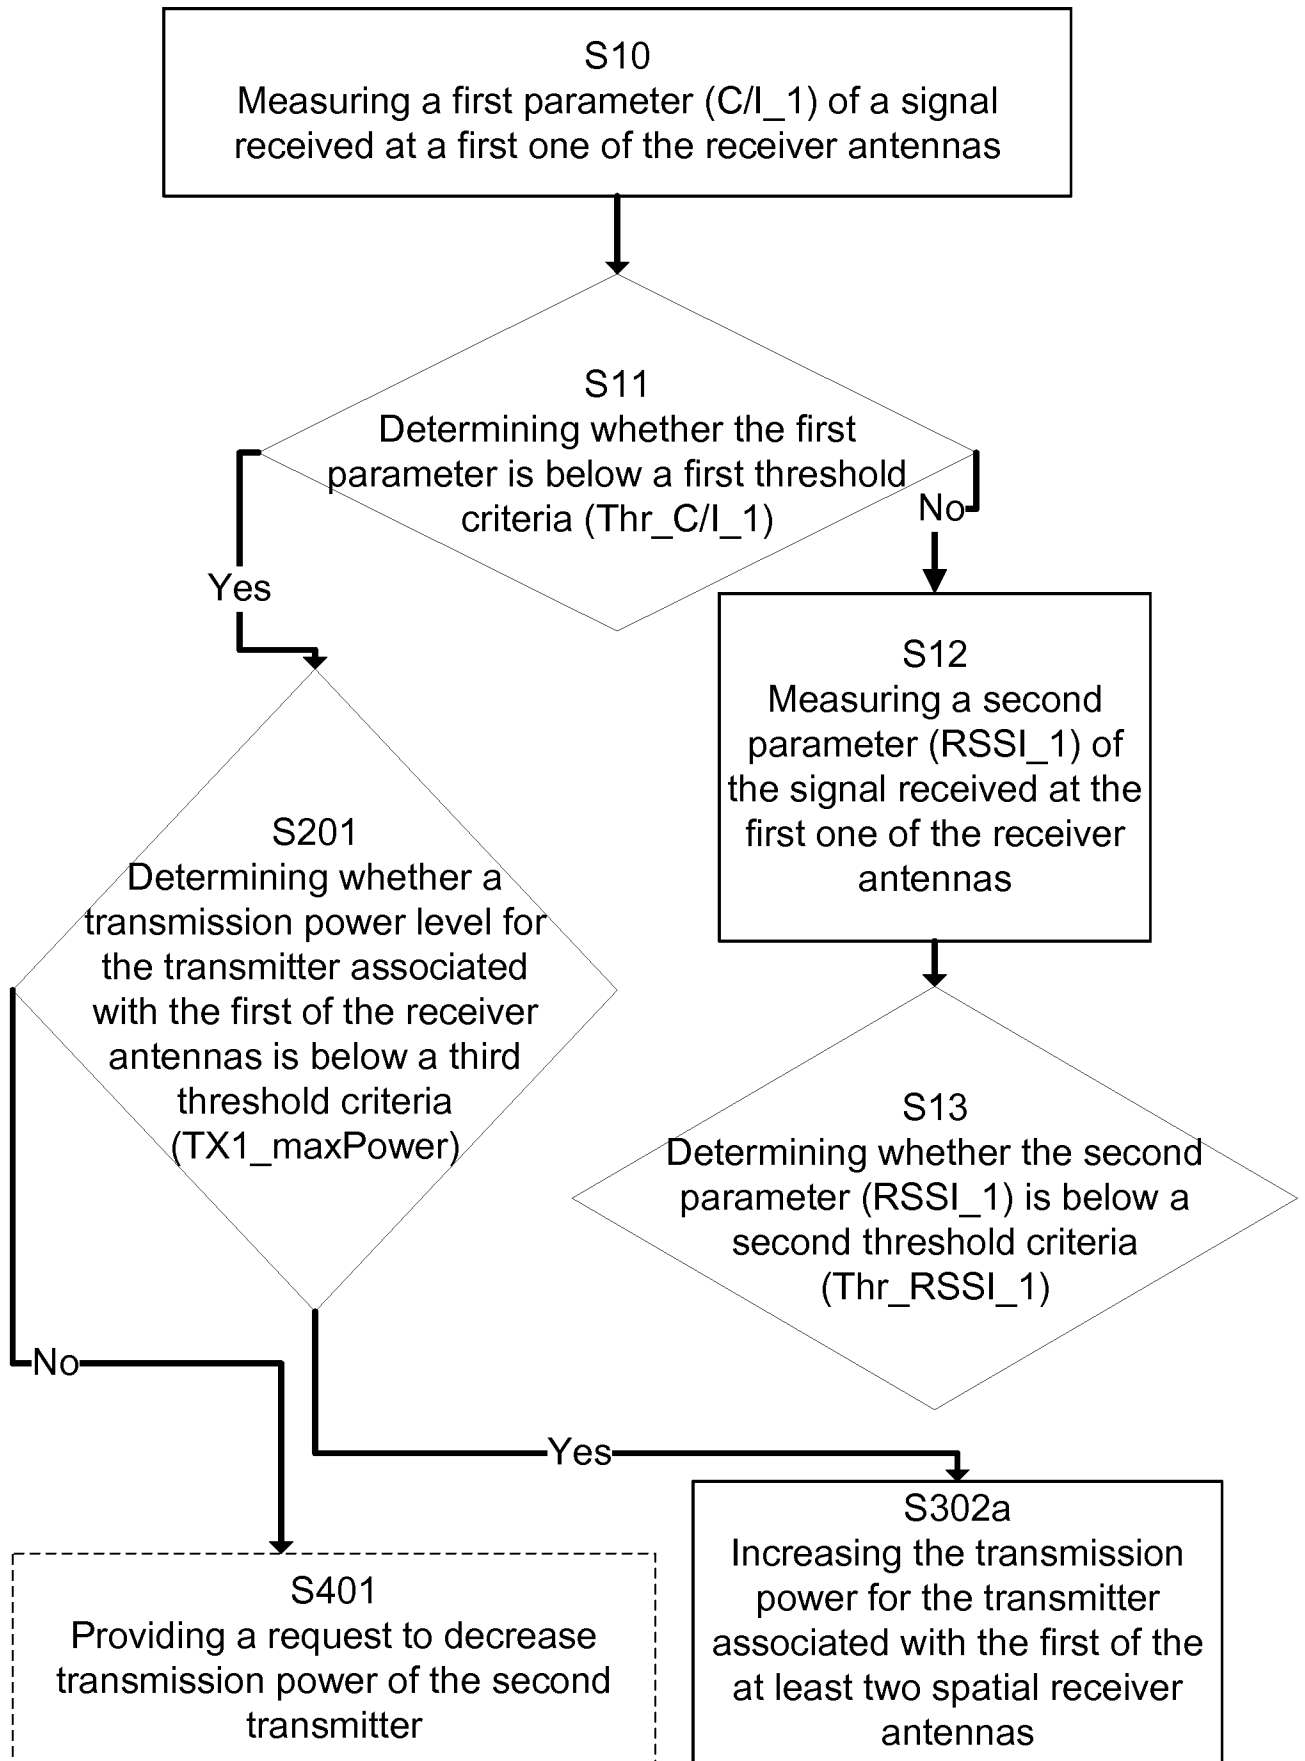 S10
Measuring a first parameter (C/I_1) of a signal
received at a first one of the receiver antennas
S11
Determining whether the first
parameter is below a first threshold
criteria (Thr_C/I_1)
No
Yes
S12
Measuring a second
parameter (RSSI_1) of
the signal received at the
first one of the receiver
antennas
S201
Determining whether a
transmission power level for
the transmitter associated
with the first of the receiver
antennas is below a third
threshold criteria
(TX1_maxPower)
S13
Determining whether the second
parameter (RSSI_1) is below a
second threshold criteria
(Thr_RSSI_1)
No
Yes
S401
Providing a request to decrease
transmission power of the second
transmitter
S302a
Increasing the transmission
power for the transmitter
associated with the first of the
at least two spatial receiver
antennas